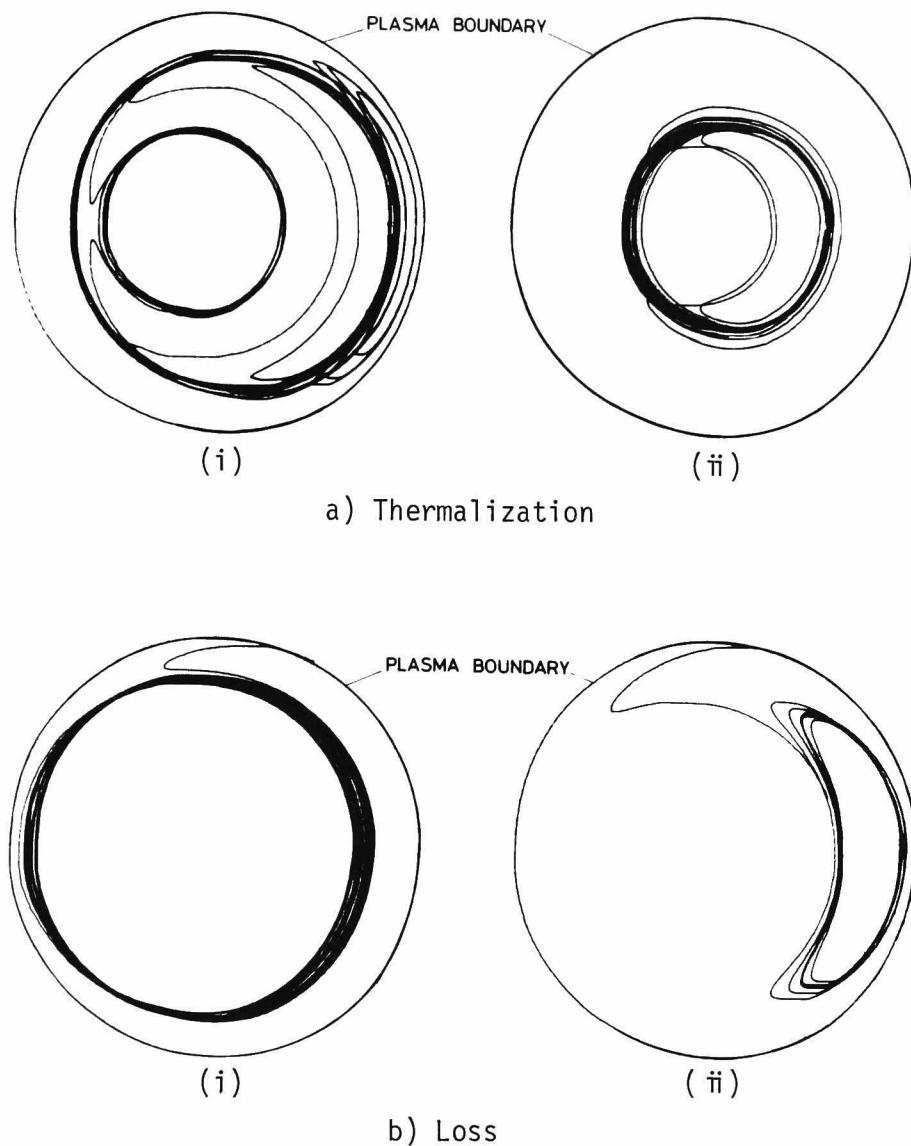 PLASMA BOUNDARY
(i) (ii)
a) Thermalization
PLASMA BOUNDARY
(i) (ii)
b) Loss